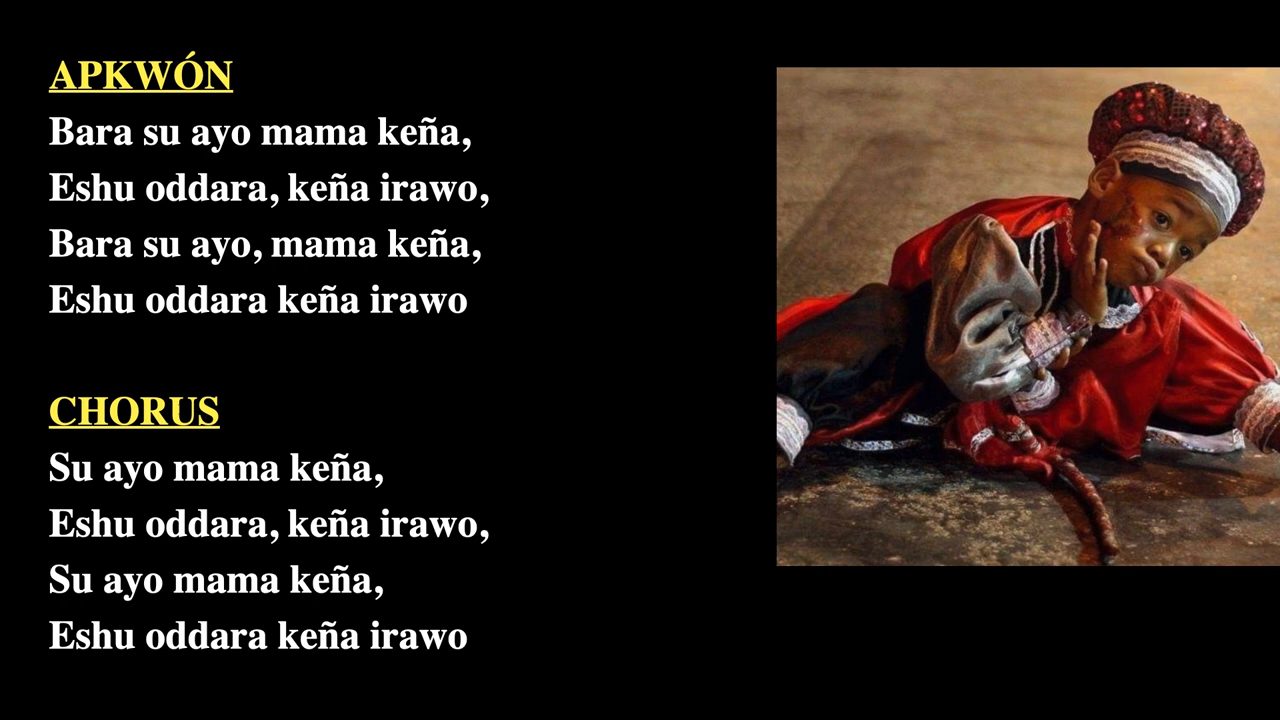 APKWÓN
Bara su ayo mama keña,
Eshu oddara, keña irawo,
Bara su ayo, mama keña,
Eshu oddara keña irawo
CHORUS
Su ayo mama keña,
Eshu oddara, keña irawo,
Su ayo mama keña,
Eshu oddara keña irawo